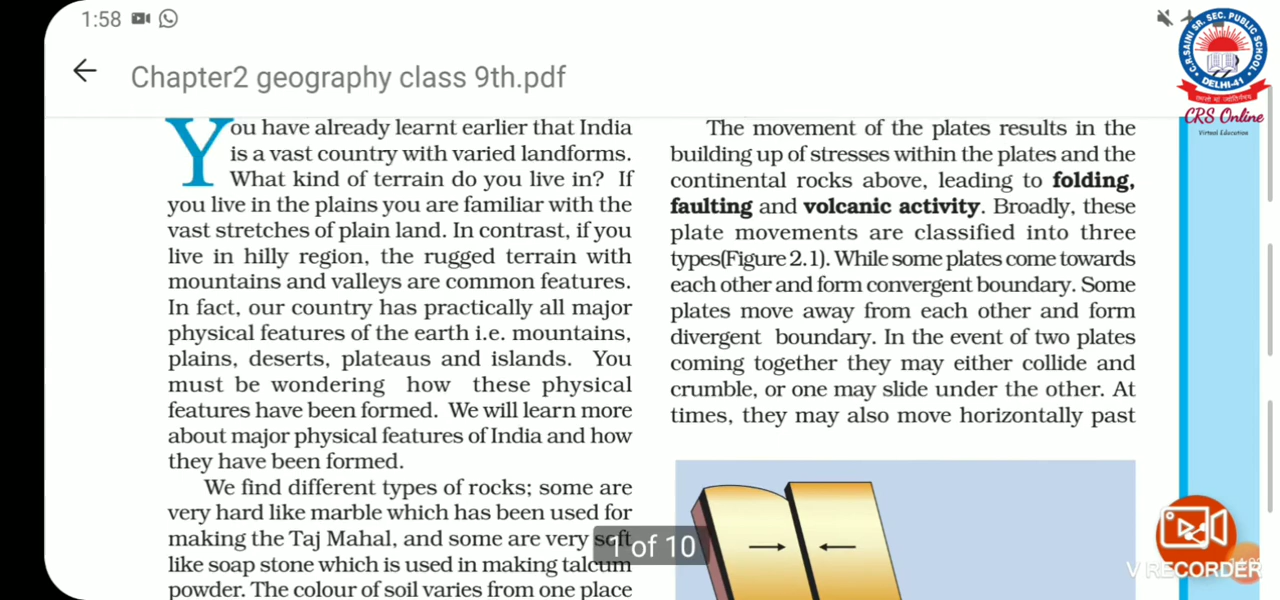 1:58
Chapter2 geography class 9th.pdf
C.R.SAINI SR. SEC. PUBLIC SCHOOL
DELHI-41
CRS Online
Virtual Education
You have already learnt earlier that India
is a vast country with varied landforms.
What kind of terrain do you live in? If
you live in the plains you are familiar with the
vast stretches of plain land. In contrast, if you
live in hilly region, the rugged terrain with
mountains and valleys are common features.
In fact, our country has practically all major
physical features of the earth i.e. mountains,
plains, deserts, plateaus and islands. You
must be wondering how these physical
features have been formed. We will learn more
about major physical features of India and how
they have been formed.
We find different types of rocks; some are
very hard like marble which has been used for
making the Taj Mahal, and some are very soft
like soap stone which is used in making talcum
powder. The colour of soil varies from one place
The movement of the plates results in the
building up of stresses within the plates and the
continental rocks above, leading to folding,
faulting and volcanic activity. Broadly, these
plate movements are classified into three
types(Figure 2.1). While some plates come towards
each other and form convergent boundary. Some
plates move away from each other and form
divergent boundary. In the event of two plates
coming together they may either collide and
crumble, or one may slide under the other. At
times, they may also move horizontally past
1 of 10
V RECORDER